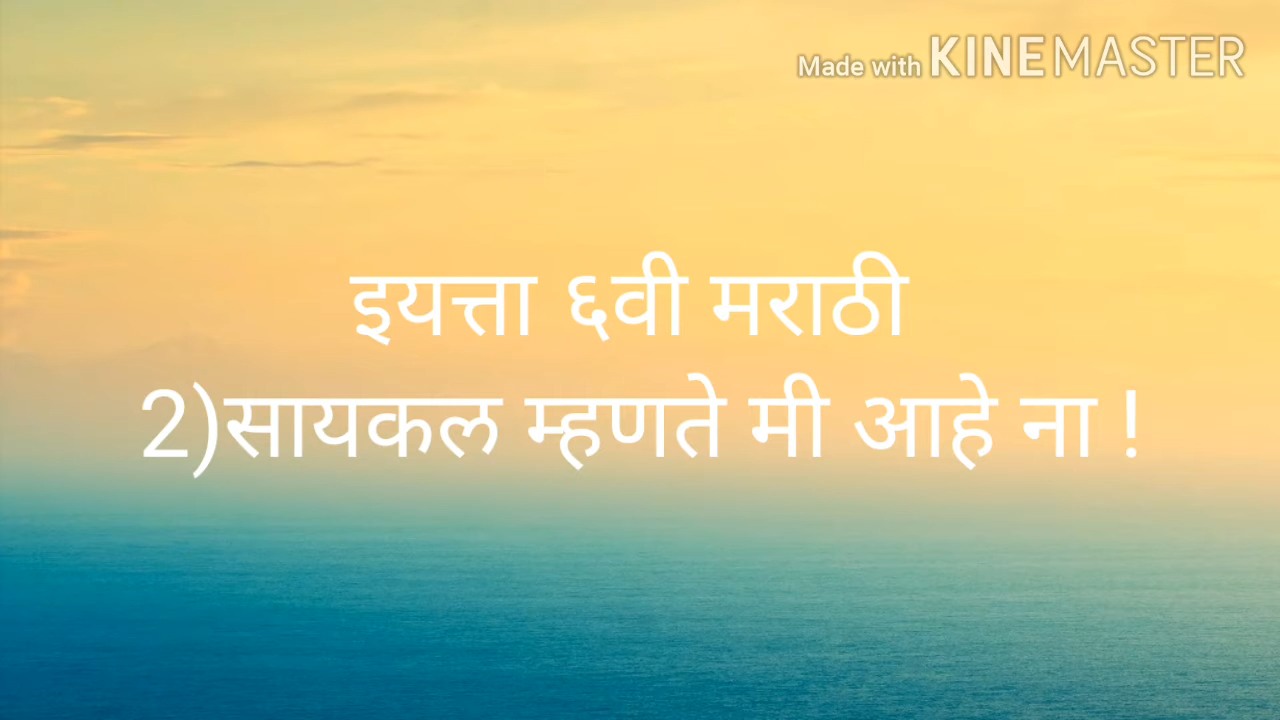 Made with KINEMASTER
इयत्ता ६वी मराठी
2)सायकल म्हणते मी आहे ना !